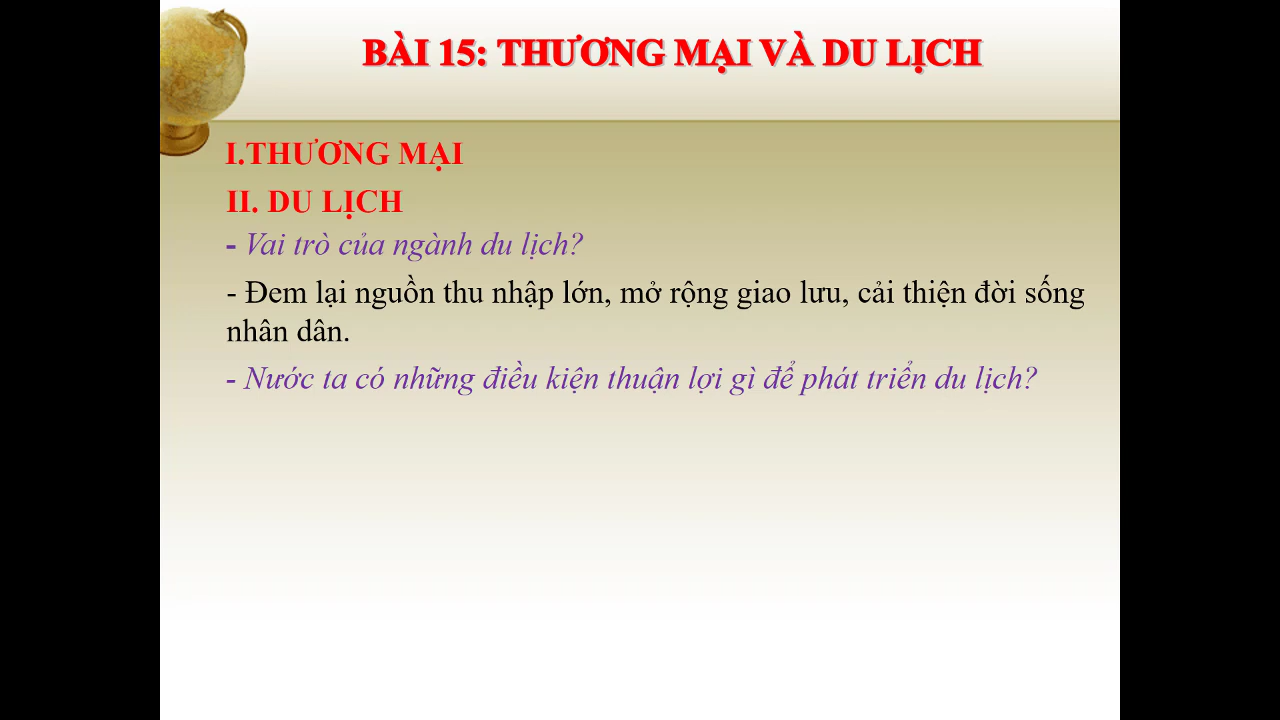 BÀI 15: THƯƠNG MẠI VÀ DU LỊCH
I.THƯƠNG MẠI
II. DU LỊCH
- Vai trò của ngành du lịch?
- Đem lại nguồn thu nhập lớn, mở rộng giao lưu, cải thiện đời sống
nhân dân.
- Nước ta có những điều kiện thuận lợi gì để phát triển du lịch?